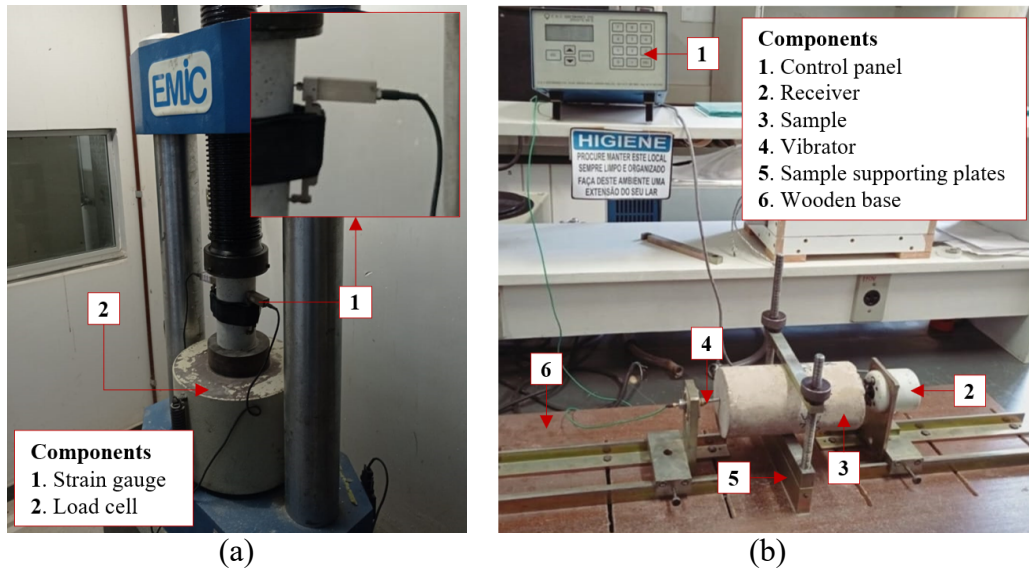 EMIC
1
2
Components
1. Strain gauge
2. Load cell
(a)
1
Components
1. Control panel
2. Receiver
3. Sample
4. Vibrator
5. Sample supporting plates
6. Wooden base
HIGIENE
PROCURE MANTER ESTE LOCAL
SEMPRE LIMPO E ORGANIZADO
FAÇA DESTE AMBIENTE UMA
EXTENSÃO DO SEU LAR
4
6
2
3
5
(b)